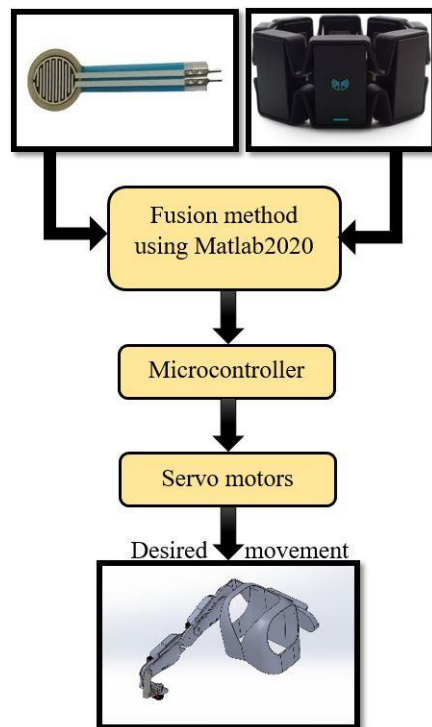 Fusion method
using Matlab2020
Microcontroller
Servo motors
Desired movement